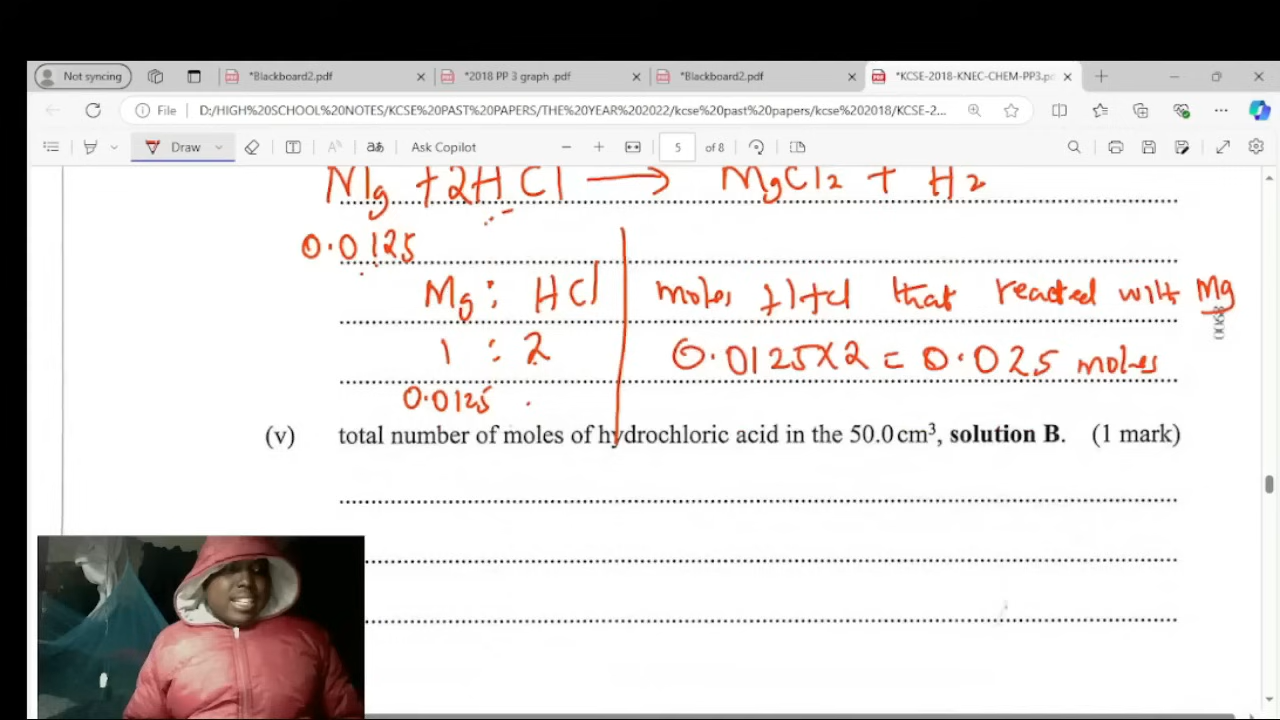 Not syncing
*Blackboard2.pdf
*2018 PP 3 graph .pdf
*Blackboard2.pdf
*KCSE-2018-KNEC-CHEM-PP3.p
File
D:/HIGH%20SCHOOL%20NOTES/KCSE%20PAST%20PAPERS/THE%20YEAR%202022/kcse%20past%20papers/kcse%202018/KCSE-2...
Draw
Ask Copilot
5 of 8
Mg + 2HCl → MgCl2 + H2
0.0125
Mg : HCl
moles HCl that reacted with Mg
1 : 2
0.0125 × 2 = 0.025 moles
0.0125
(v) total number of moles of hydrochloric acid in the 50.0 cm³, solution B. (1 mark)